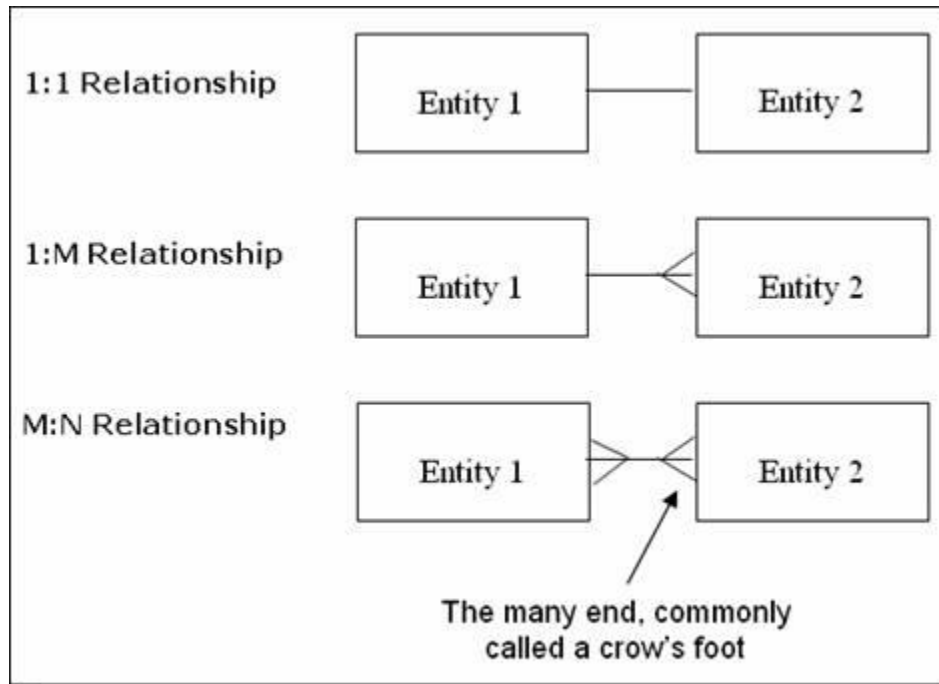 1:1 Relationship
Entity 1
Entity 2
1:M Relationship
Entity 1
Entity 2
M:N Relationship
Entity 1
Entity 2
The many end, commonly
called a crow's foot